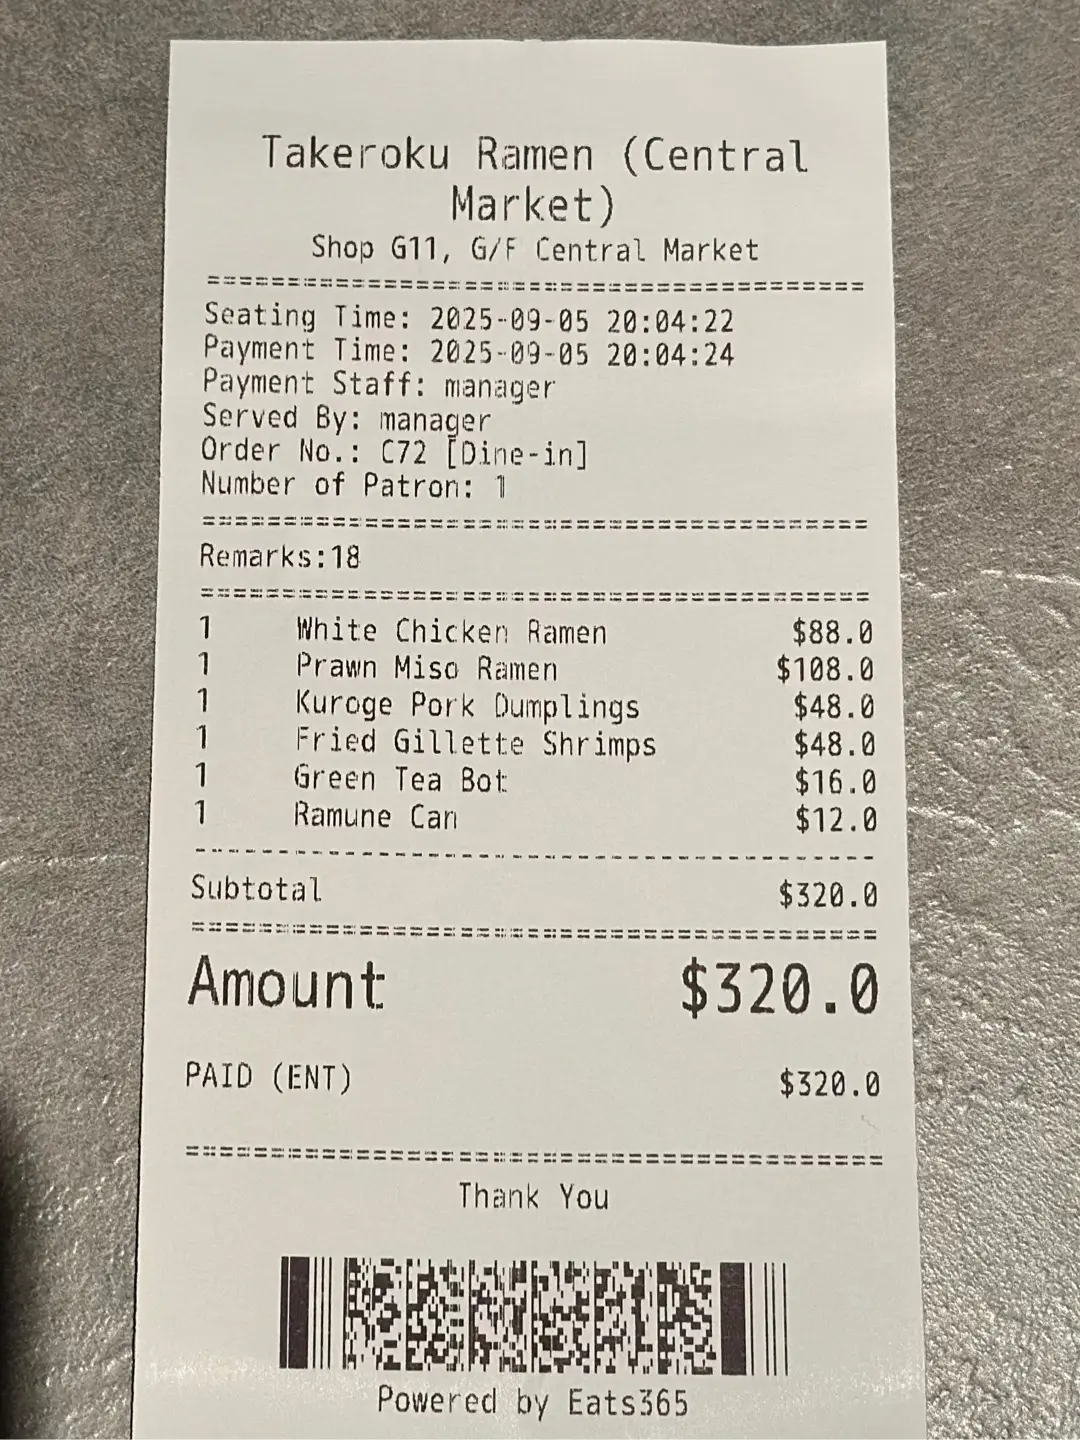 Takeroku Ramen (Central
Market)
Shop G11, G/F Central Market
========================================
Seating Time: 2025-09-05 20:04:22
Payment Time: 2025-09-05 20:04:24
Payment Staff: manager
Served By: manager
Order No.: C72 [Dine-in]
Number of Patron: 1
========================================
Remarks:18
========================================
1 White Chicken Ramen $88.0
1 Prawn Miso Ramen $108.0
1 Kuroge Pork Dumplings $48.0
1 Fried Gillette Shrimps $48.0
1 Green Tea Bot $16.0
1 Ramune Can $12.0
----------------------------------------
Subtotal $320.0
========================================
Amount $320.0
PAID (ENT) $320.0
========================================
Thank You
Powered by Eats365